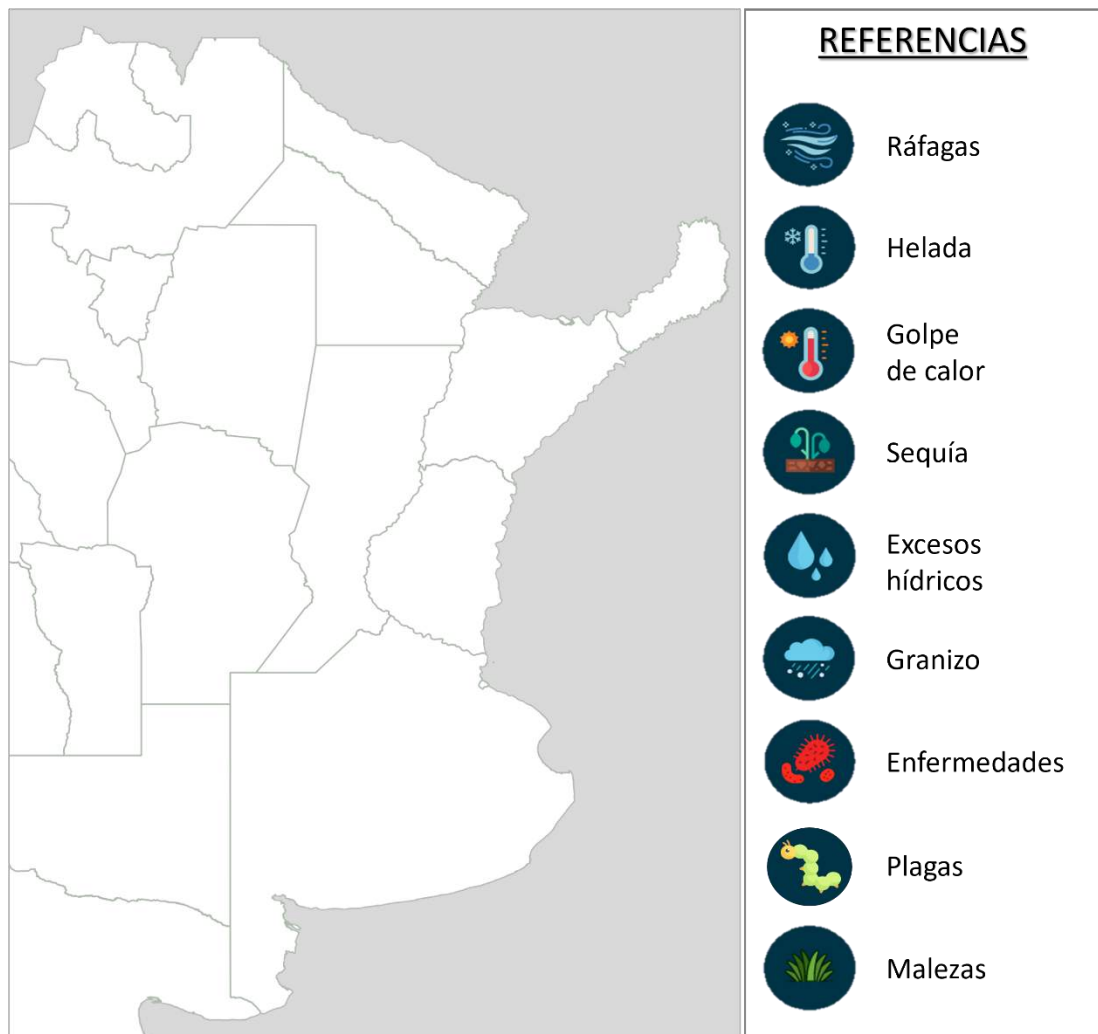 REFERENCIAS
Ráfagas
Helada
Golpe
de calor
Sequía
Excesos
hídricos
Granizo
Enfermedades
Plagas
Malezas